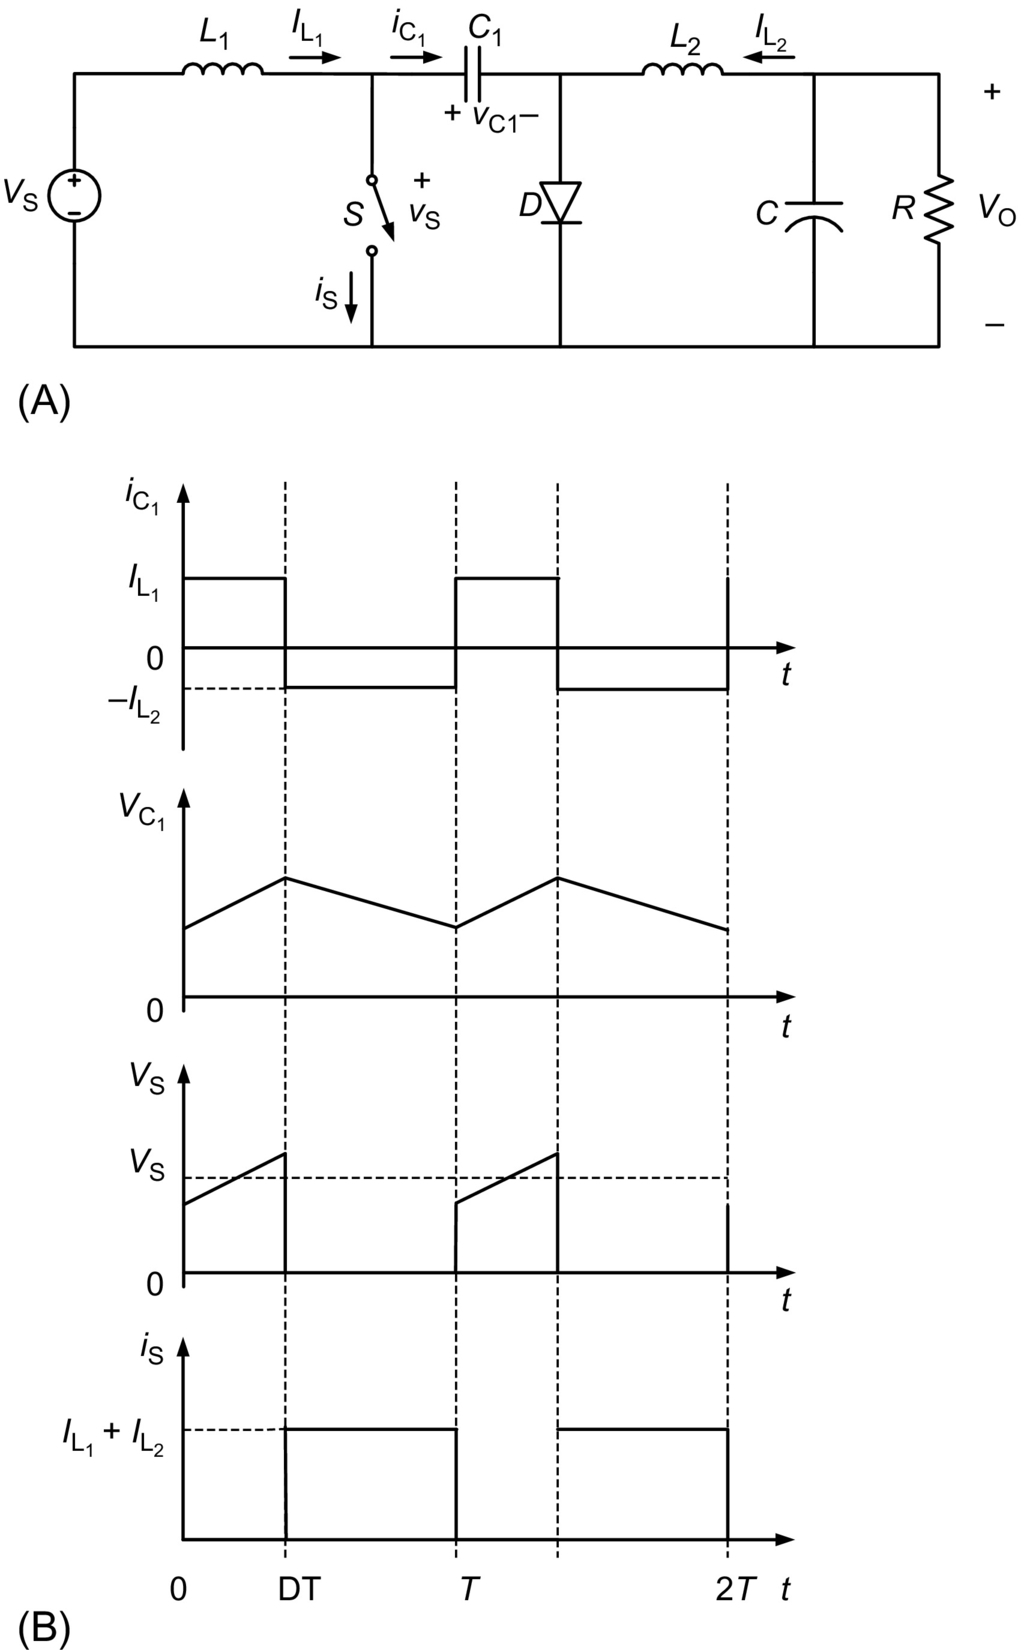 L1 IL1 iC1 C1 L2 IL2
+ vC1 – +
VS + – S + vS D C R VO
iS –
(A)
iC1
IL1
0
t
–IL2
VC1
0
t
VS
VS
0
t
iS
IL1 + IL2
0 DT T 2T t
(B)